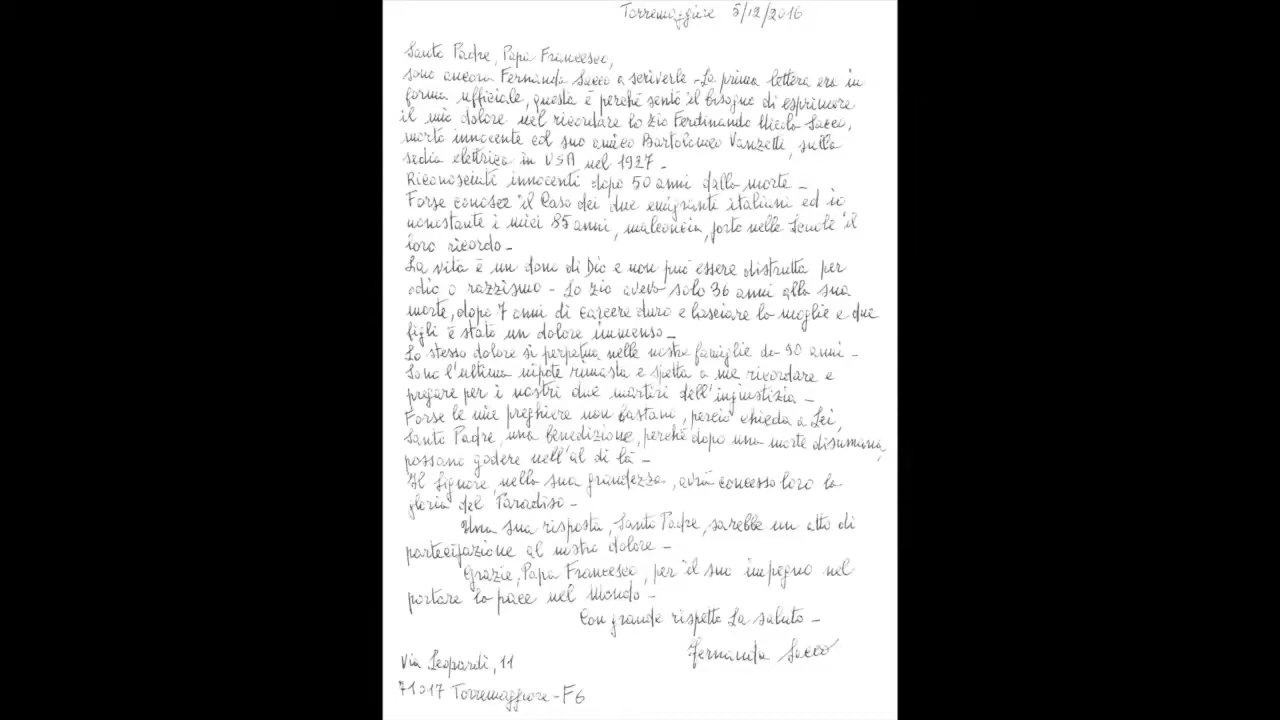 Torremaggiore 5/12/2016
Santo Padre, Papa Francesco,
sono ancora Fernanda Sacco a scriverle - La prima lettera era in
forma ufficiale, questa è perché sento il bisogno di esprimere
il mio dolore nel ricordare lo zio Ferdinando Nicola Sacco,
morto innocente col suo amico Bartolomeo Vanzetti, sulla
sedia elettrica in USA nel 1927 -
Riconosciuti innocenti dopo 50 anni dalla morte -
Forse conosce il Caso dei due emigranti italiani ed io
nonostante i miei 85 anni, malconcia, porto nelle Scuole il
loro ricordo -
La vita è un dono di Dio e non può essere distrutta per
odio o razzismo - Lo zio aveva solo 36 anni alla sua
morte, dopo 7 anni di carcere duro e lasciare la moglie e due
figli è stato un dolore immenso -
Lo stesso dolore si perpetua nelle nostre famiglie da 90 anni -
Sono l'ultima nipote rimasta e spetta a me ricordare e
pregare per i nostri due martiri dell'ingiustizia -
Forse le mie preghiere non bastano, perciò chiedo a Lei,
Santo Padre, una benedizione, perché dopo una morte disumana,
possano godere nell'al di là -
Il Signore, nella sua grandezza, avrà concesso loro la
gloria del Paradiso -
Una sua risposta, Santo Padre, sarebbe un atto di
partecipazione al nostro dolore -
Grazie, Papa Francesco, per il suo impegno nel
portare la pace nel Mondo -
Con grande rispetto La saluto -
Fernanda Sacco
Via Leopardi, 11
71017 Torremaggiore - FG